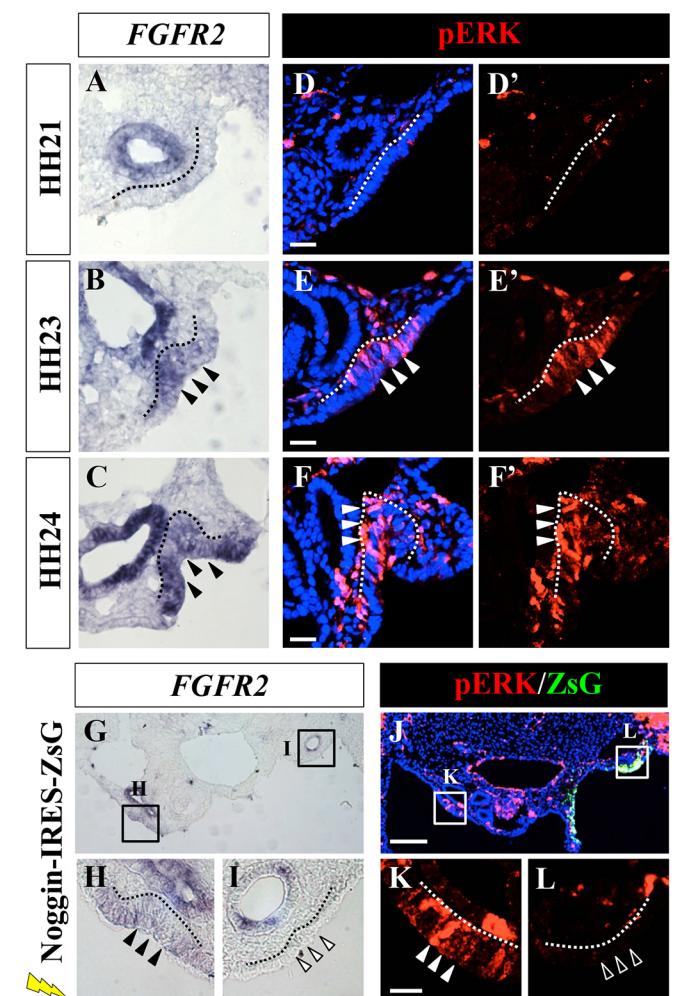 FGFR2 pERK
HH21
A D D’
HH23
B E E’
HH24
C F F’
FGFR2 pERK/ZsG
Noggin-IRES-ZsG
G H I J K L
H I K L